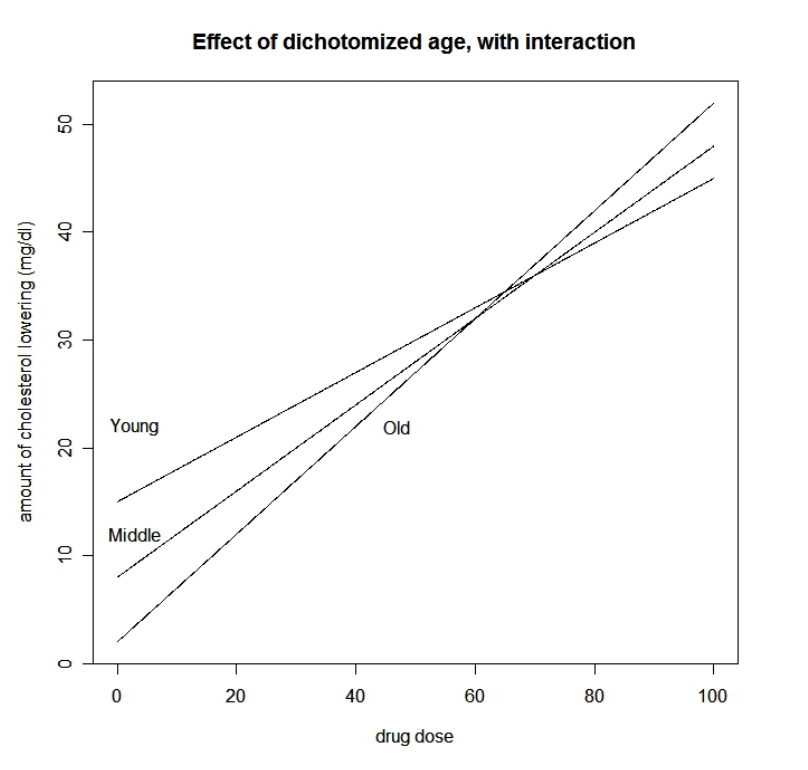 Effect of dichotomized age, with interaction
amount of cholesterol lowering (mg/dl)
50
40
30
20
10
0
Young
Old
Middle
0 20 40 60 80 100
drug dose